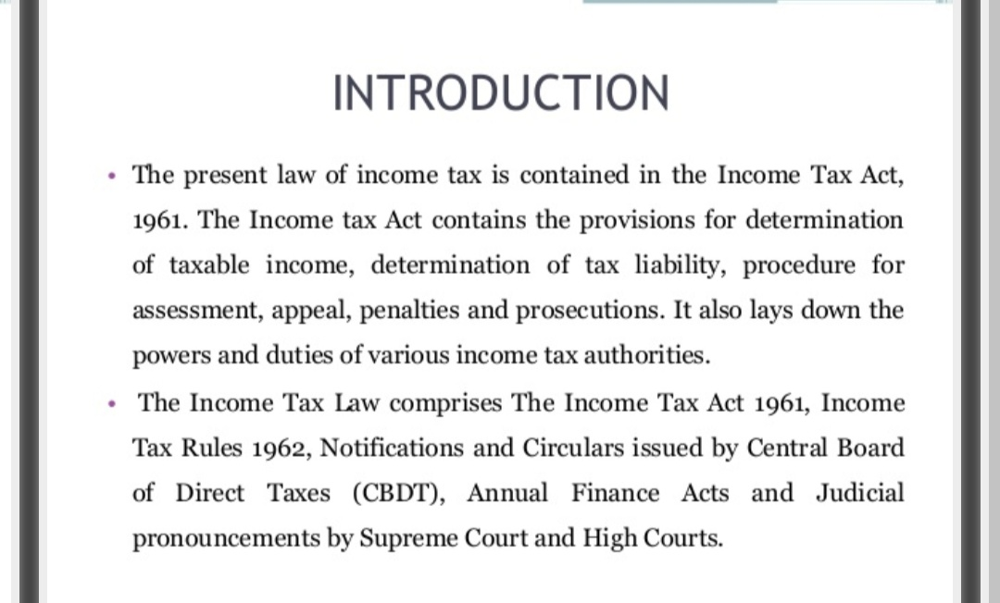 INTRODUCTION
• The present law of income tax is contained in the Income Tax Act,
1961. The Income tax Act contains the provisions for determination
of taxable income, determination of tax liability, procedure for
assessment, appeal, penalties and prosecutions. It also lays down the
powers and duties of various income tax authorities.
• The Income Tax Law comprises The Income Tax Act 1961, Income
Tax Rules 1962, Notifications and Circulars issued by Central Board
of Direct Taxes (CBDT), Annual Finance Acts and Judicial
pronouncements by Supreme Court and High Courts.